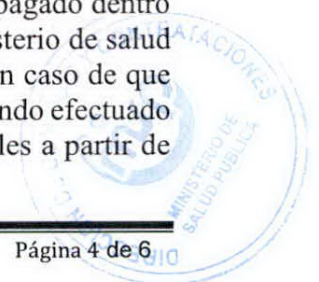 pagado dentro
sterio de salud
n caso de que
ndo efectuado
les a partir de
MINISTERIO DE
SALUD PUBLICA
Página 4 de 6